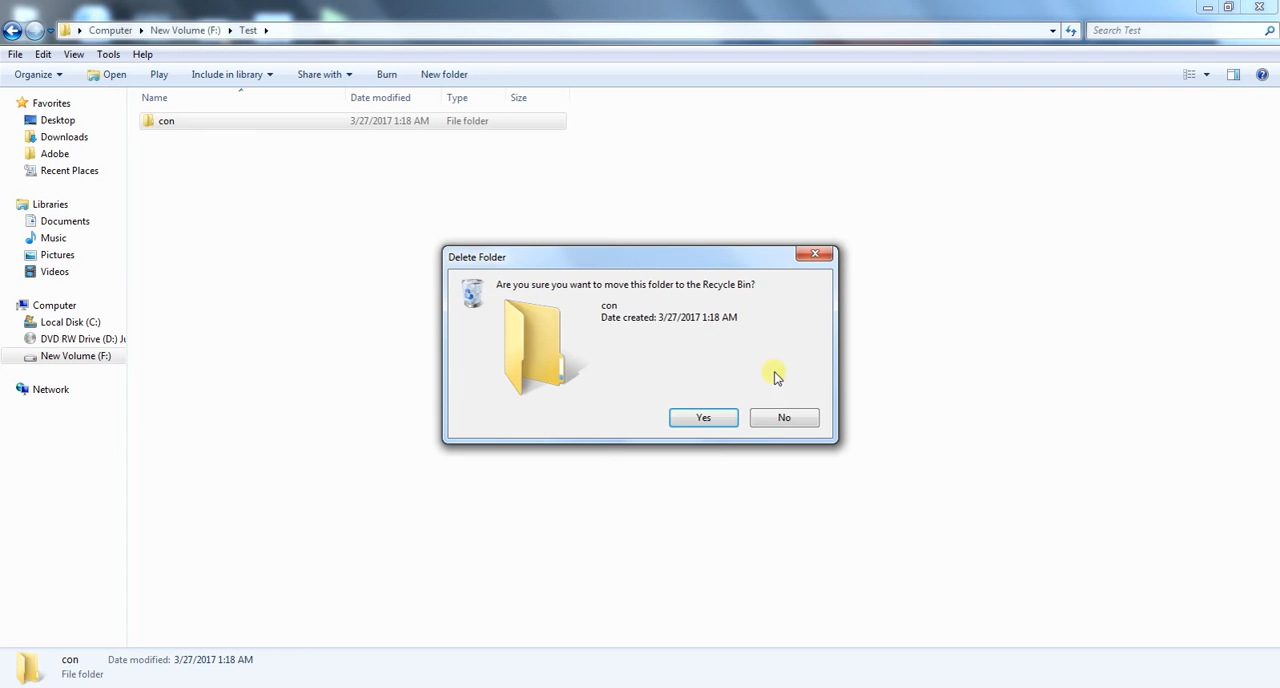 Computer New Volume (F:) Test
Search Test
File Edit View Tools Help
Organize Open Play Include in library Share with Burn New folder
Name Date modified Type Size
con 3/27/2017 1:18 AM File folder
Favorites
Desktop
Downloads
Adobe
Recent Places
Libraries
Documents
Music
Pictures
Videos
Computer
Local Disk (C:)
DVD RW Drive (D:) Ju
New Volume (F:)
Network
Delete Folder
Are you sure you want to move this folder to the Recycle Bin?
con
Date created: 3/27/2017 1:18 AM
Yes No
con Date modified: 3/27/2017 1:18 AM
File folder